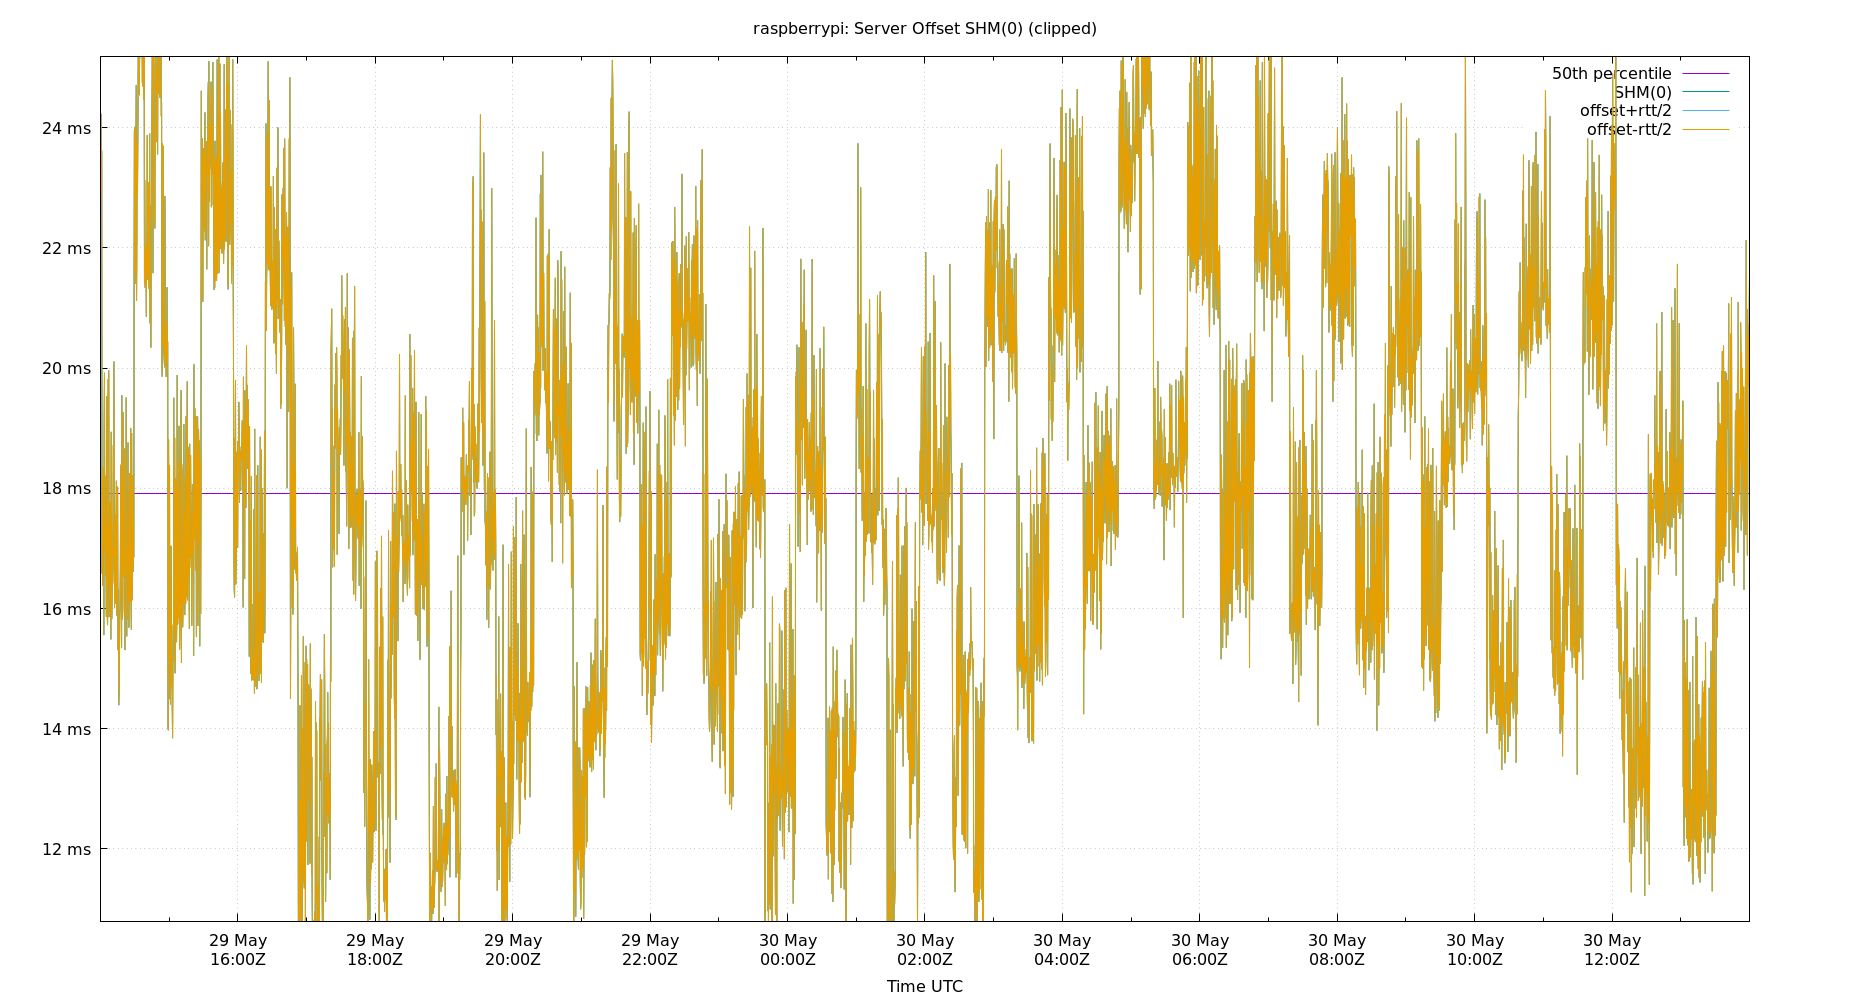 raspberrypi: Server Offset SHM(0) (clipped)
50th percentile
SHM(0)
offset+rtt/2
offset-rtt/2
24 ms
22 ms
20 ms
18 ms
16 ms
14 ms
12 ms
29 May 29 May 29 May 29 May 30 May 30 May 30 May 30 May 30 May 30 May 30 May
16:00Z 18:00Z 20:00Z 22:00Z 00:00Z 02:00Z 04:00Z 06:00Z 08:00Z 10:00Z 12:00Z
Time UTC